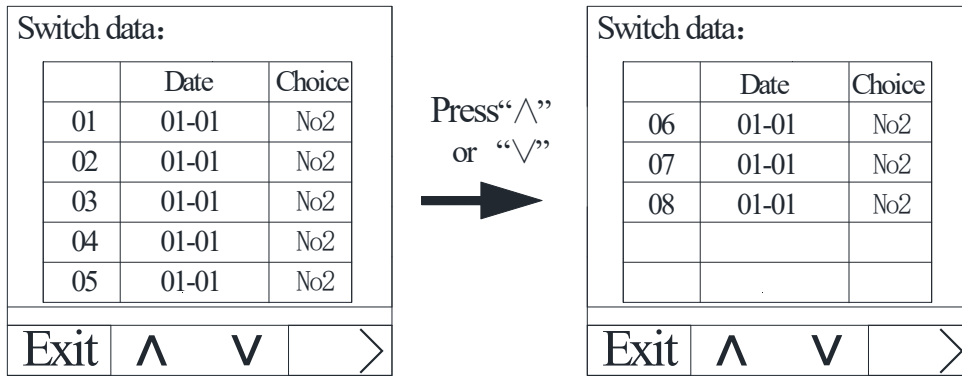 Switch data：
Date Choice
01 01-01 No2
02 01-01 No2
03 01-01 No2
04 01-01 No2
05 01-01 No2
Exit ∧ ∨ >
Press“∧”
or “∨”
Switch data：
Date Choice
06 01-01 No2
07 01-01 No2
08 01-01 No2
Exit ∧ ∨ >